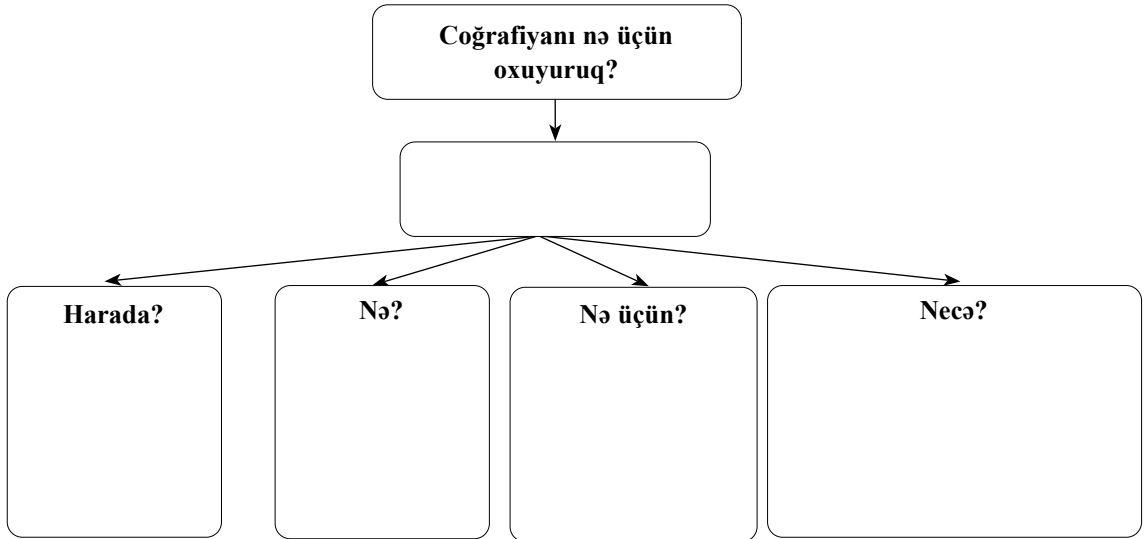 Coğrafiyanı nə üçün
oxuyuruq?
Harada?
Nə?
Nə üçün?
Necə?